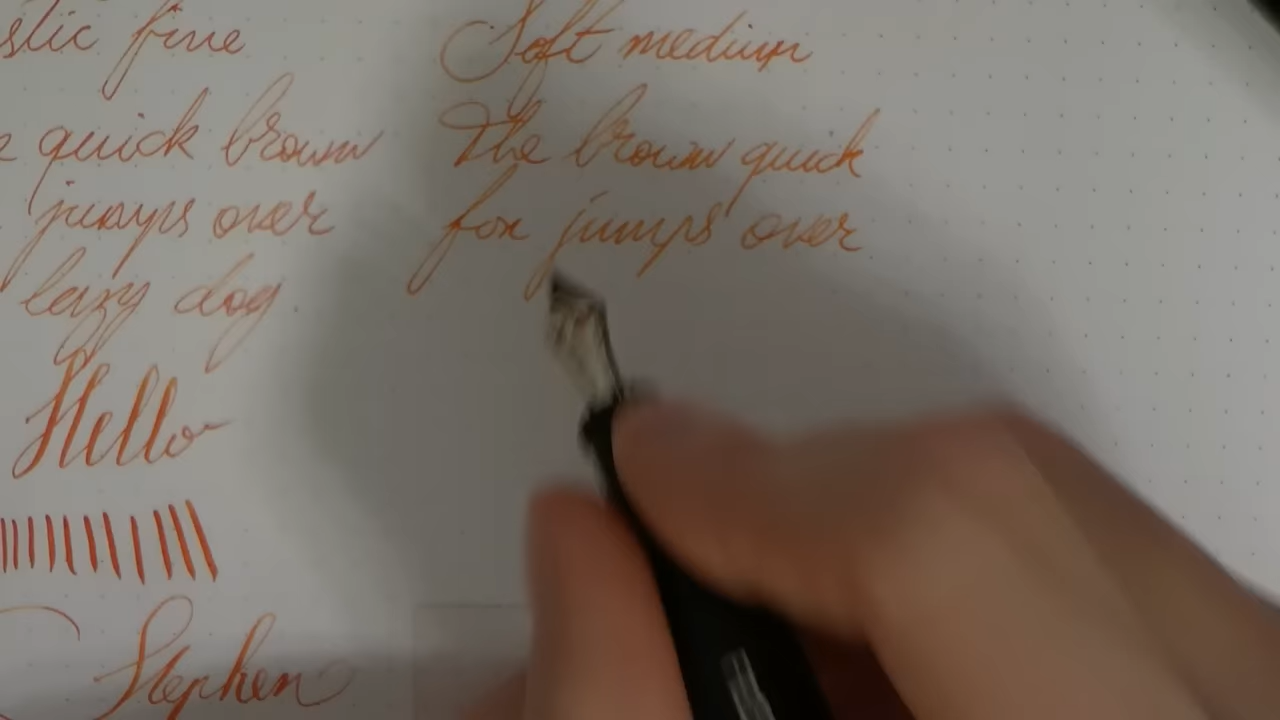 stic fine
quick brown
jumps over
lazy dog
Hello
Stephen
Soft medium
The brown quick
fox jumps over